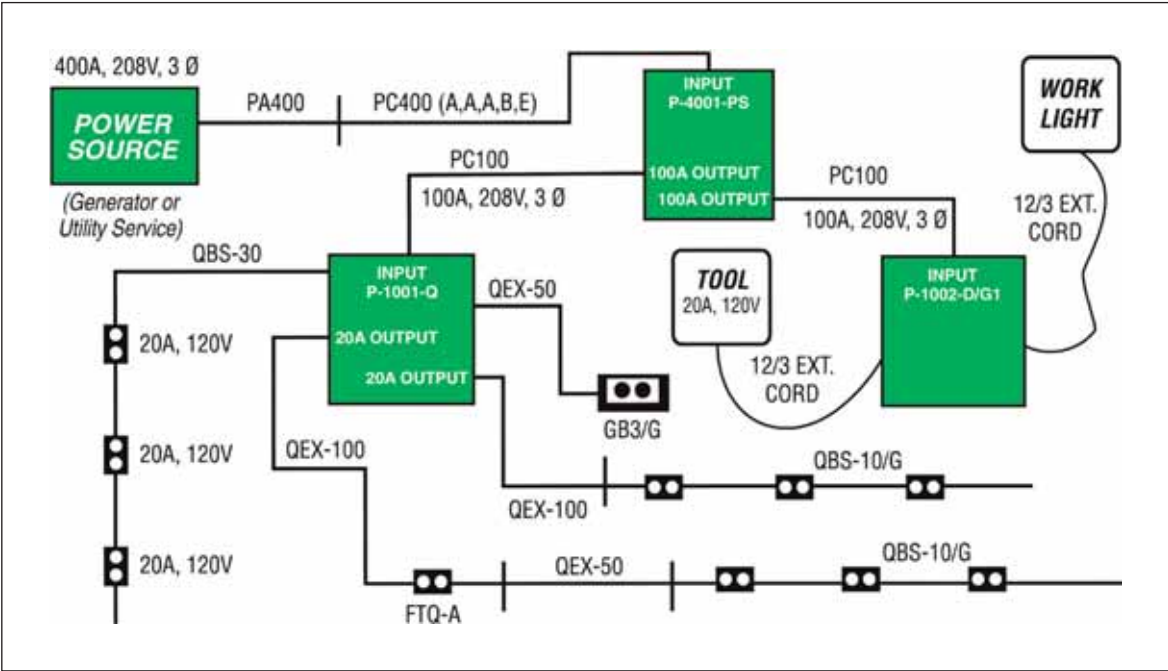 400A, 208V, 3 Ø
POWER
SOURCE
(Generator or
Utility Service)
PA400
PC400 (A,A,A,B,E)
INPUT
P-4001-PS
100A OUTPUT
100A OUTPUT
WORK
LIGHT
PC100
100A, 208V, 3 Ø
PC100
100A, 208V, 3 Ø
12/3 EXT.
CORD
QBS-30
INPUT
P-1001-Q
20A OUTPUT
20A OUTPUT
QEX-50
TOOL
20A, 120V
INPUT
P-1002-D/G1
12/3 EXT.
CORD
20A, 120V
20A, 120V
20A, 120V
GB3/G
QEX-100
QEX-100
QBS-10/G
FTQ-A
QEX-50
QBS-10/G